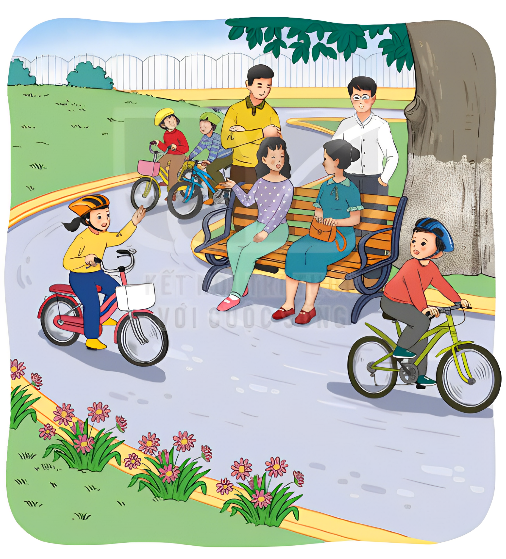 KẾT NỐI TRI THỨC
VỚI CUỘC SỐNG